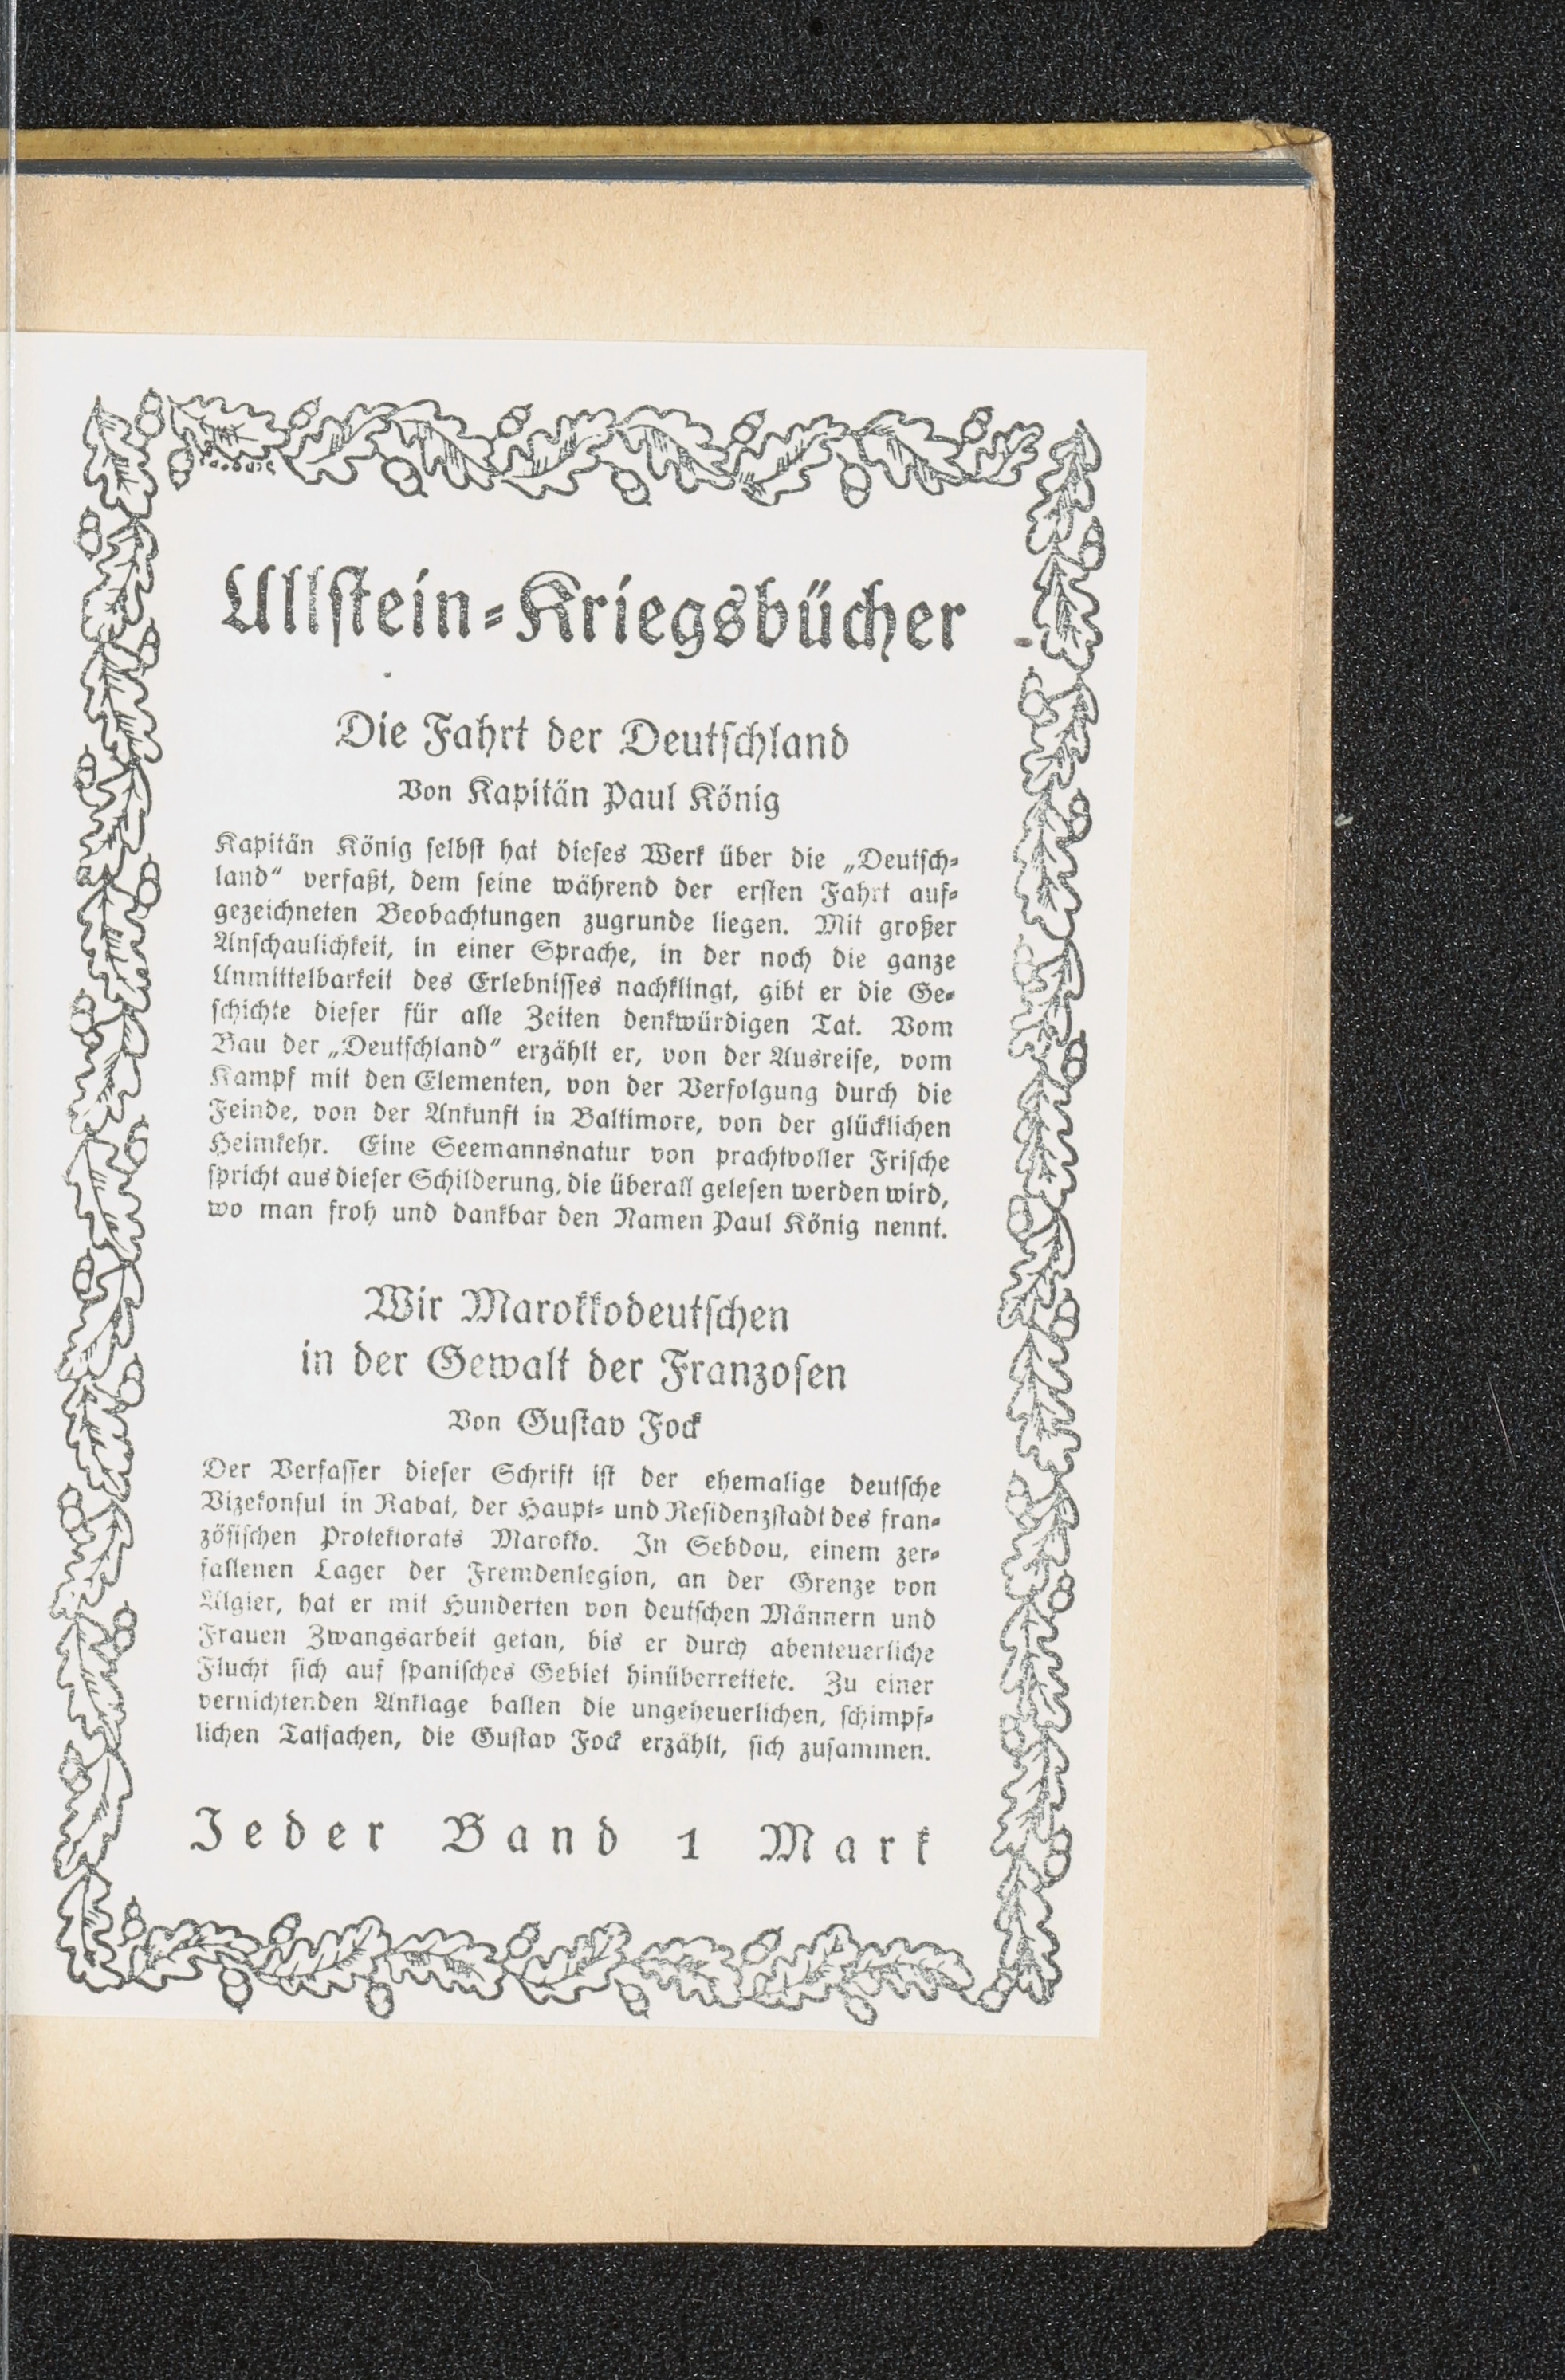 Ullstein-Kriegsbücher
Die Fahrt der Deutschland
Von Kapitän Paul König
Kapitän König selbst hat dieses Werk über die „Deutsch-
land“ verfaßt, dem seine während der ersten Fahrt auf-
gezeichneten Beobachtungen zugrunde liegen. Mit großer
Anschaulichkeit, in einer Sprache, in der noch die ganze
Unmittelbarkeit des Erlebnisses nachklingt, gibt er die Ge-
schichte dieser für alle Zeiten denkwürdigen Tat. Vom
Bau der „Deutschland“ erzählt er, von der Ausreise, vom
Kampf mit den Elementen, von der Verfolgung durch die
Feinde, von der Ankunft in Baltimore, von der glücklichen
Heimkehr. Eine Seemannsnatur von prachtvoller Frische
spricht aus dieser Schilderung, die überall gelesen werden wird,
wo man froh und dankbar den Namen Paul König nennt.
Wir Marokkodeutschen
in der Gewalt der Franzosen
Von Gustav Fock
Der Verfasser dieser Schrift ist der ehemalige deutsche
Vizekonsul in Rabat, der Haupt- und Residenzstadt des fran-
zösischen Protektorats Marokko. In Sebdou, einem zer-
fallenen Lager der Fremdenlegion, an der Grenze von
Algier, hat er mit Hunderten von deutschen Männern und
Frauen Zwangsarbeit getan, bis er durch abenteuerliche
Flucht sich auf spanisches Gebiet hinüberrettete. Zu einer
vernichtenden Anklage ballen die ungeheuerlichen, schimpf-
lichen Tatsachen, die Gustav Fock erzählt, sich zusammen.
Jeder Band 1 Mark